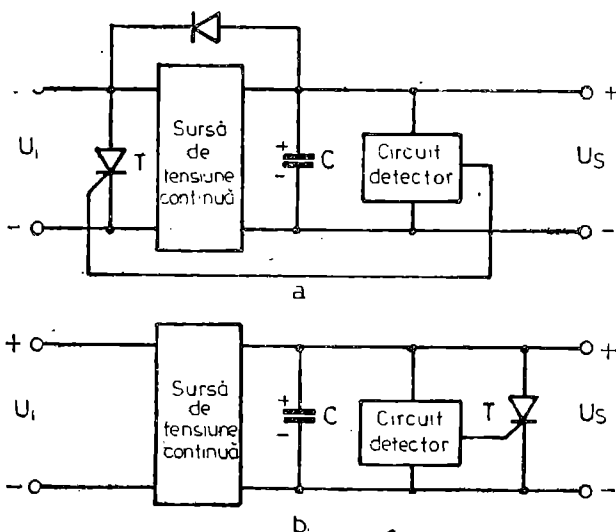 +
T
Sursă
de
tensiune
continuă
+
-
C
Circuit
detector
Ui
US
-
-
a
+
+
Sursă
de
tensiune
continuă
+
-
C
Circuit
detector
T
Ui
US
-
-
b.